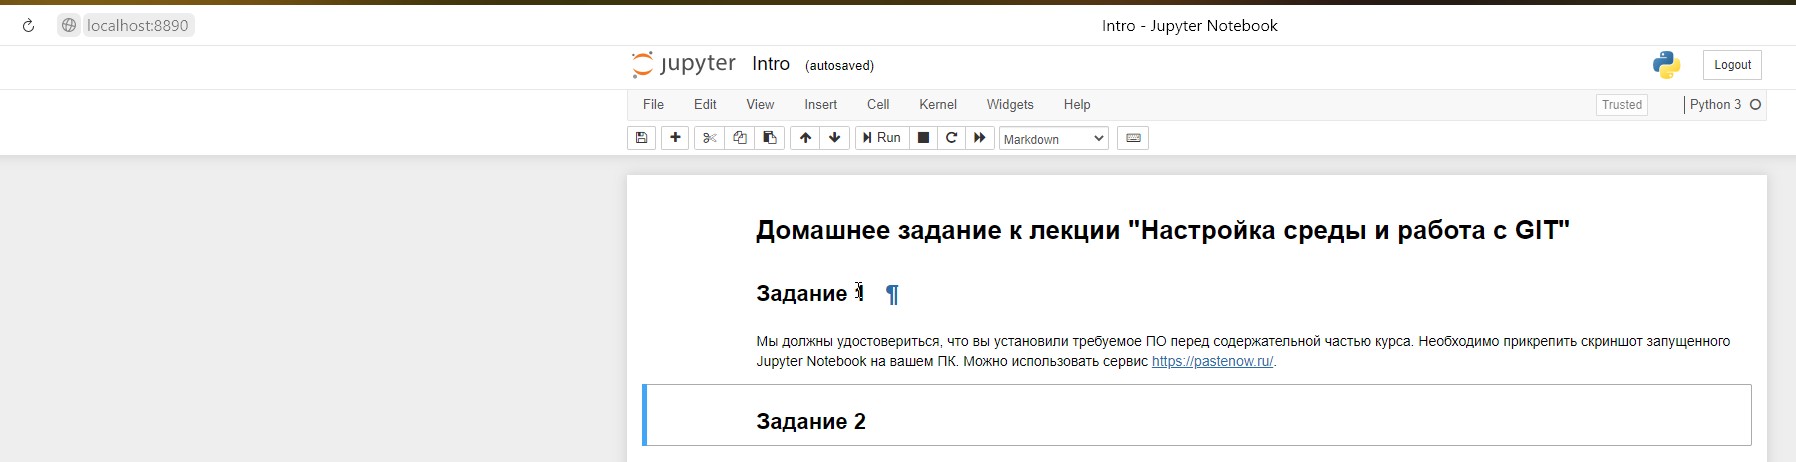 localhost:8890
Intro - Jupyter Notebook
jupyter Intro (autosaved)
Logout
File Edit View Insert Cell Kernel Widgets Help
Trusted Python 3
Run Markdown
Домашнее задание к лекции "Настройка среды и работа с GIT"
Задание 1 ¶
Мы должны удостовериться, что вы установили требуемое ПО перед содержательной частью курса. Необходимо прикрепить скриншот запущенного
Jupyter Notebook на вашем ПК. Можно использовать сервис https://pastenow.ru/.
Задание 2